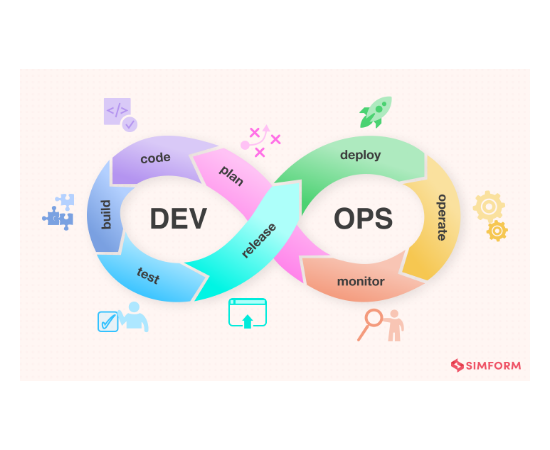 </>
code
plan
deploy
build
DEV
OPS
operate
release
test
monitor
SIMFORM